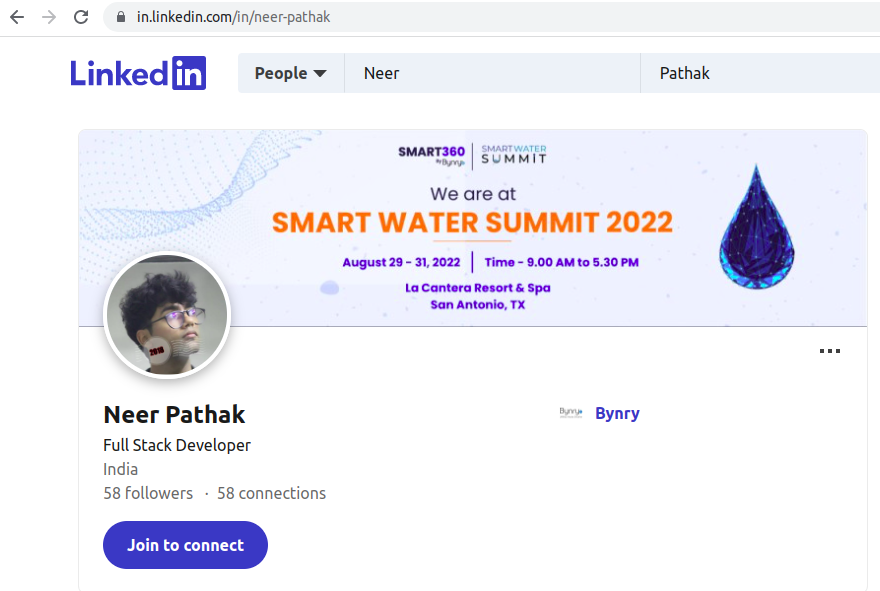 in.linkedin.com/in/neer-pathak
Linkedin
People
Neer
Pathak
SMART360
By Bynry
SMARTWATER
SUMMIT
We are at
SMART WATER SUMMIT 2022
August 29 - 31, 2022 | Time - 9.00 AM to 5.30 PM
La Cantera Resort & Spa
San Antonio, TX
2018
Neer Pathak
Bynry
Bynry
Full Stack Developer
India
58 followers · 58 connections
Join to connect